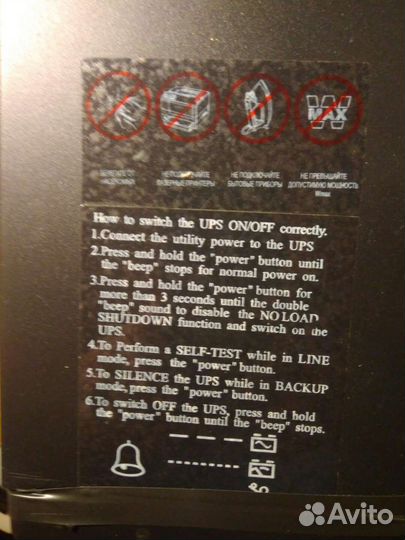 W
MAX
БЕРЕГИТЕ ОТ
НЕ ПОДКЛЮЧАЙТЕ
ЛАЗЕРНЫЕ ПРИНТЕРЫ
НЕ ПОДКЛЮЧАЙТЕ
БЫТОВЫЕ ПРИБОРЫ
НЕ ПРЕВЫШАЙТЕ
ДОПУСТИМУЮ МОЩНОСТЬ
Wmax
How to switch the UPS ON/OFF correctly.
1.Connect the utility power to the UPS
2.Press and hold the "power" button until
the "beep" stops for normal power on.
3.Press and hold the "power" button for
more than 3 seconds until the double
"beep" sound to disable the NO LOAD
SHUTDOWN function and switch on the
UPS.
4.To Perform a SELF-TEST while in LINE
mode, press the "power" button.
5.To SILENCE the UPS while in BACKUP
mode, press the "power" button.
6.To switch OFF the UPS, press and hold
the "power" button until the "beep" stops.
Avito